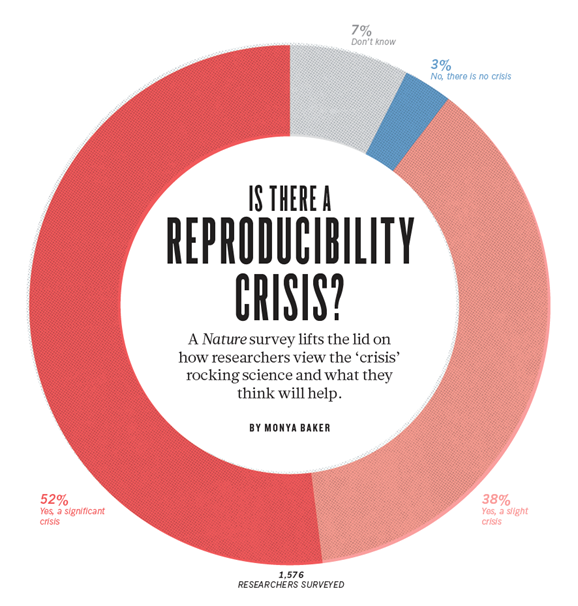 7%
Don't know
3%
No, there is no crisis
IS THERE A
REPRODUCIBILITY
CRISIS?
A Nature survey lifts the lid on
how researchers view the ‘crisis’
rocking science and what they
think will help.
BY MONYA BAKER
52%
Yes, a significant
crisis
38%
Yes, a slight
crisis
1,576
RESEARCHERS SURVEYED